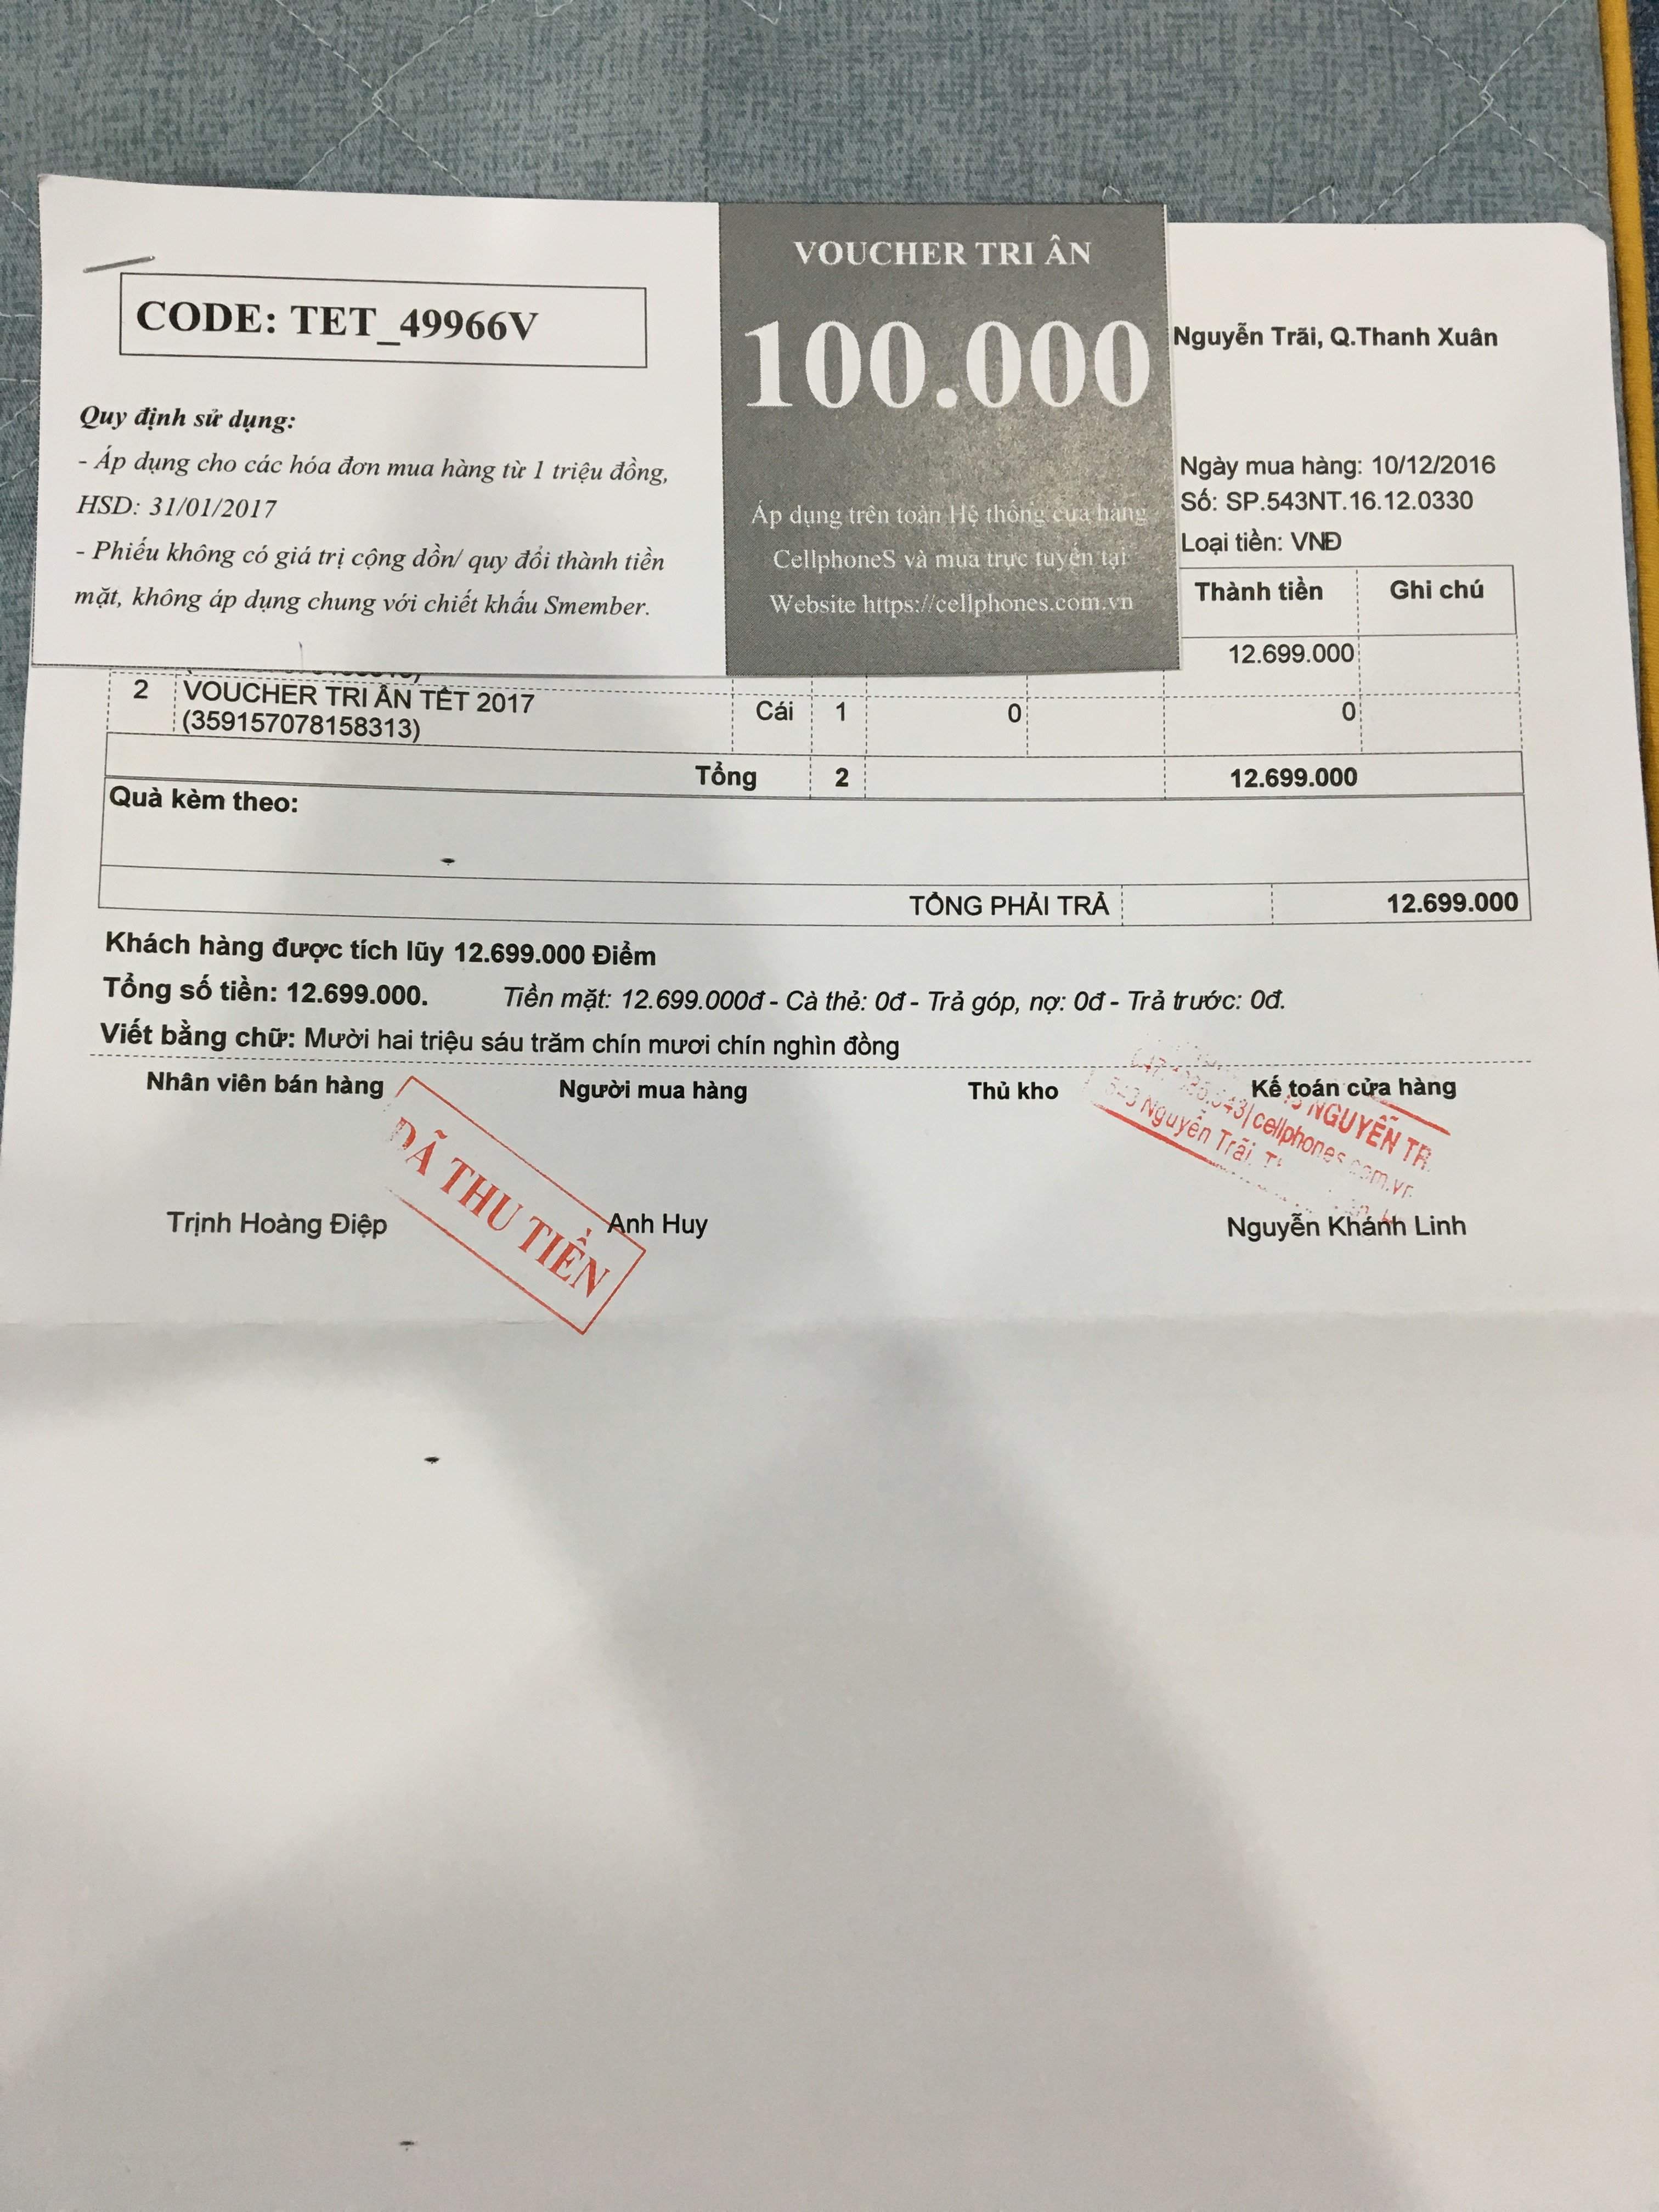 CODE: TET_49966V
Quy định sử dụng:
- Áp dụng cho các hóa đơn mua hàng từ 1 triệu đồng,
HSD: 31/01/2017
- Phiếu không có giá trị cộng dồn/ quy đổi thành tiền
mặt, không áp dụng chung với chiết khấu Smember.
VOUCHER TRI ÂN
100.000
Áp dụng trên toàn Hệ thống cửa hàng
CellphoneS và mua trực tuyến tại
Website https://cellphones.com.vn
Nguyễn Trãi, Q.Thanh Xuân
Ngày mua hàng: 10/12/2016
Số: SP.543NT.16.12.0330
Loại tiền: VNĐ
Thành tiền Ghi chú
12.699.000
2 VOUCHER TRI ÂN TẾT 2017 Cái 1 0 0
(359157078158313)
Tổng 2 12.699.000
Quà kèm theo:
TỔNG PHẢI TRẢ 12.699.000
Khách hàng được tích lũy 12.699.000 Điểm
Tổng số tiền: 12.699.000. Tiền mặt: 12.699.000đ - Cà thẻ: 0đ - Trả góp, nợ: 0đ - Trả trước: 0đ.
Viết bằng chữ: Mười hai triệu sáu trăm chín mươi chín nghìn đồng
Nhân viên bán hàng Người mua hàng Thủ kho Kế toán cửa hàng
ĐÃ THU TIỀN
NGUYỄN TR
cellphones.com.vn
543 Nguyễn Trãi
Trịnh Hoàng Điệp Anh Huy Nguyễn Khánh Linh